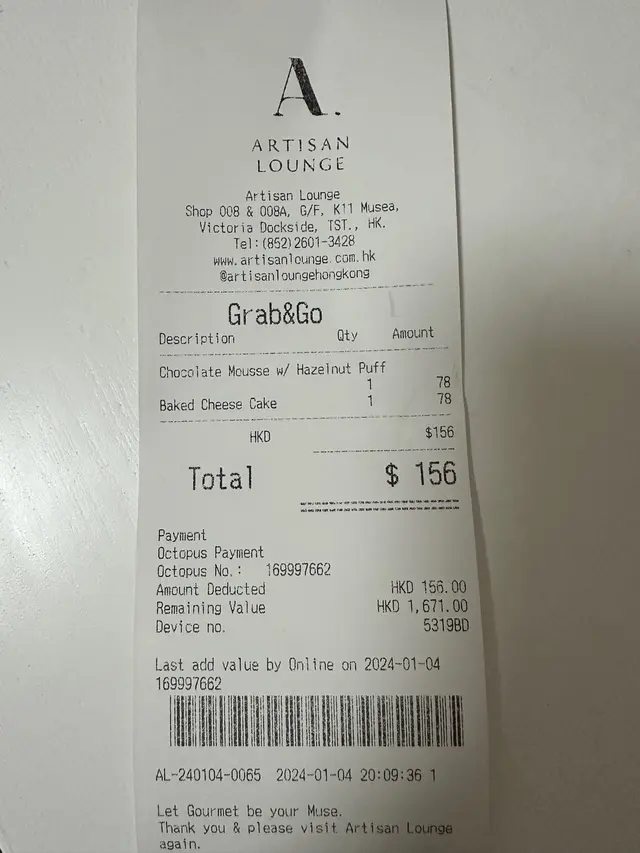 A.
ARTISAN
LOUNGE
Artisan Lounge
Shop 008 & 008A, G/F, K11 Musea,
Victoria Dockside, TST., HK.
Tel:(852)2601-3428
www.artisanlounge.com.hk
@artisanloungehongkong
Grab&Go
Description Qty Amount
Chocolate Mousse w/ Hazelnut Puff
1 78
Baked Cheese Cake 1 78
HKD $156
Total $ 156
Payment
Octopus Payment
Octopus No.: 169997662
Amount Deducted HKD 156.00
Remaining Value HKD 1,671.00
Device no. 5319BD
Last add value by Online on 2024-01-04
169997662
AL-240104-0065 2024-01-04 20:09:36 1
Let Gourmet be your Muse.
Thank you & please visit Artisan Lounge
again.